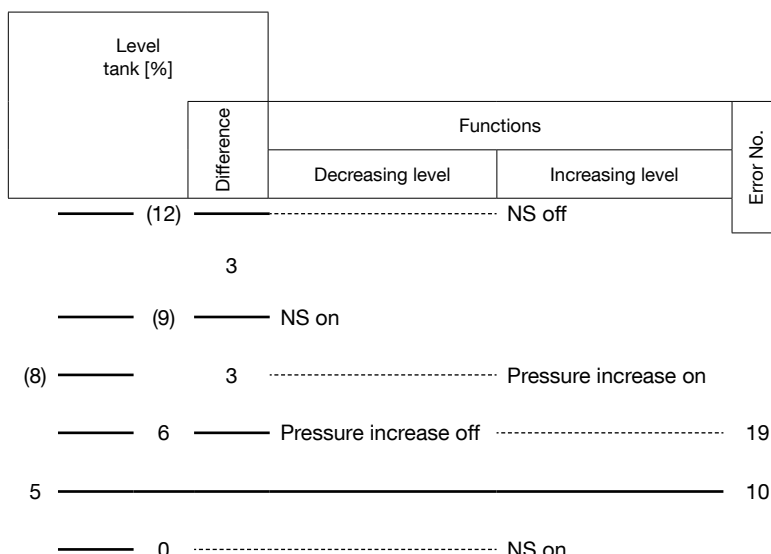 Level
tank [%]
Difference
Functions
Error No.
Decreasing level Increasing level
(12) NS off
3
(9) NS on
(8) 3 Pressure increase on
6 Pressure increase off 19
5 10
0 NS on